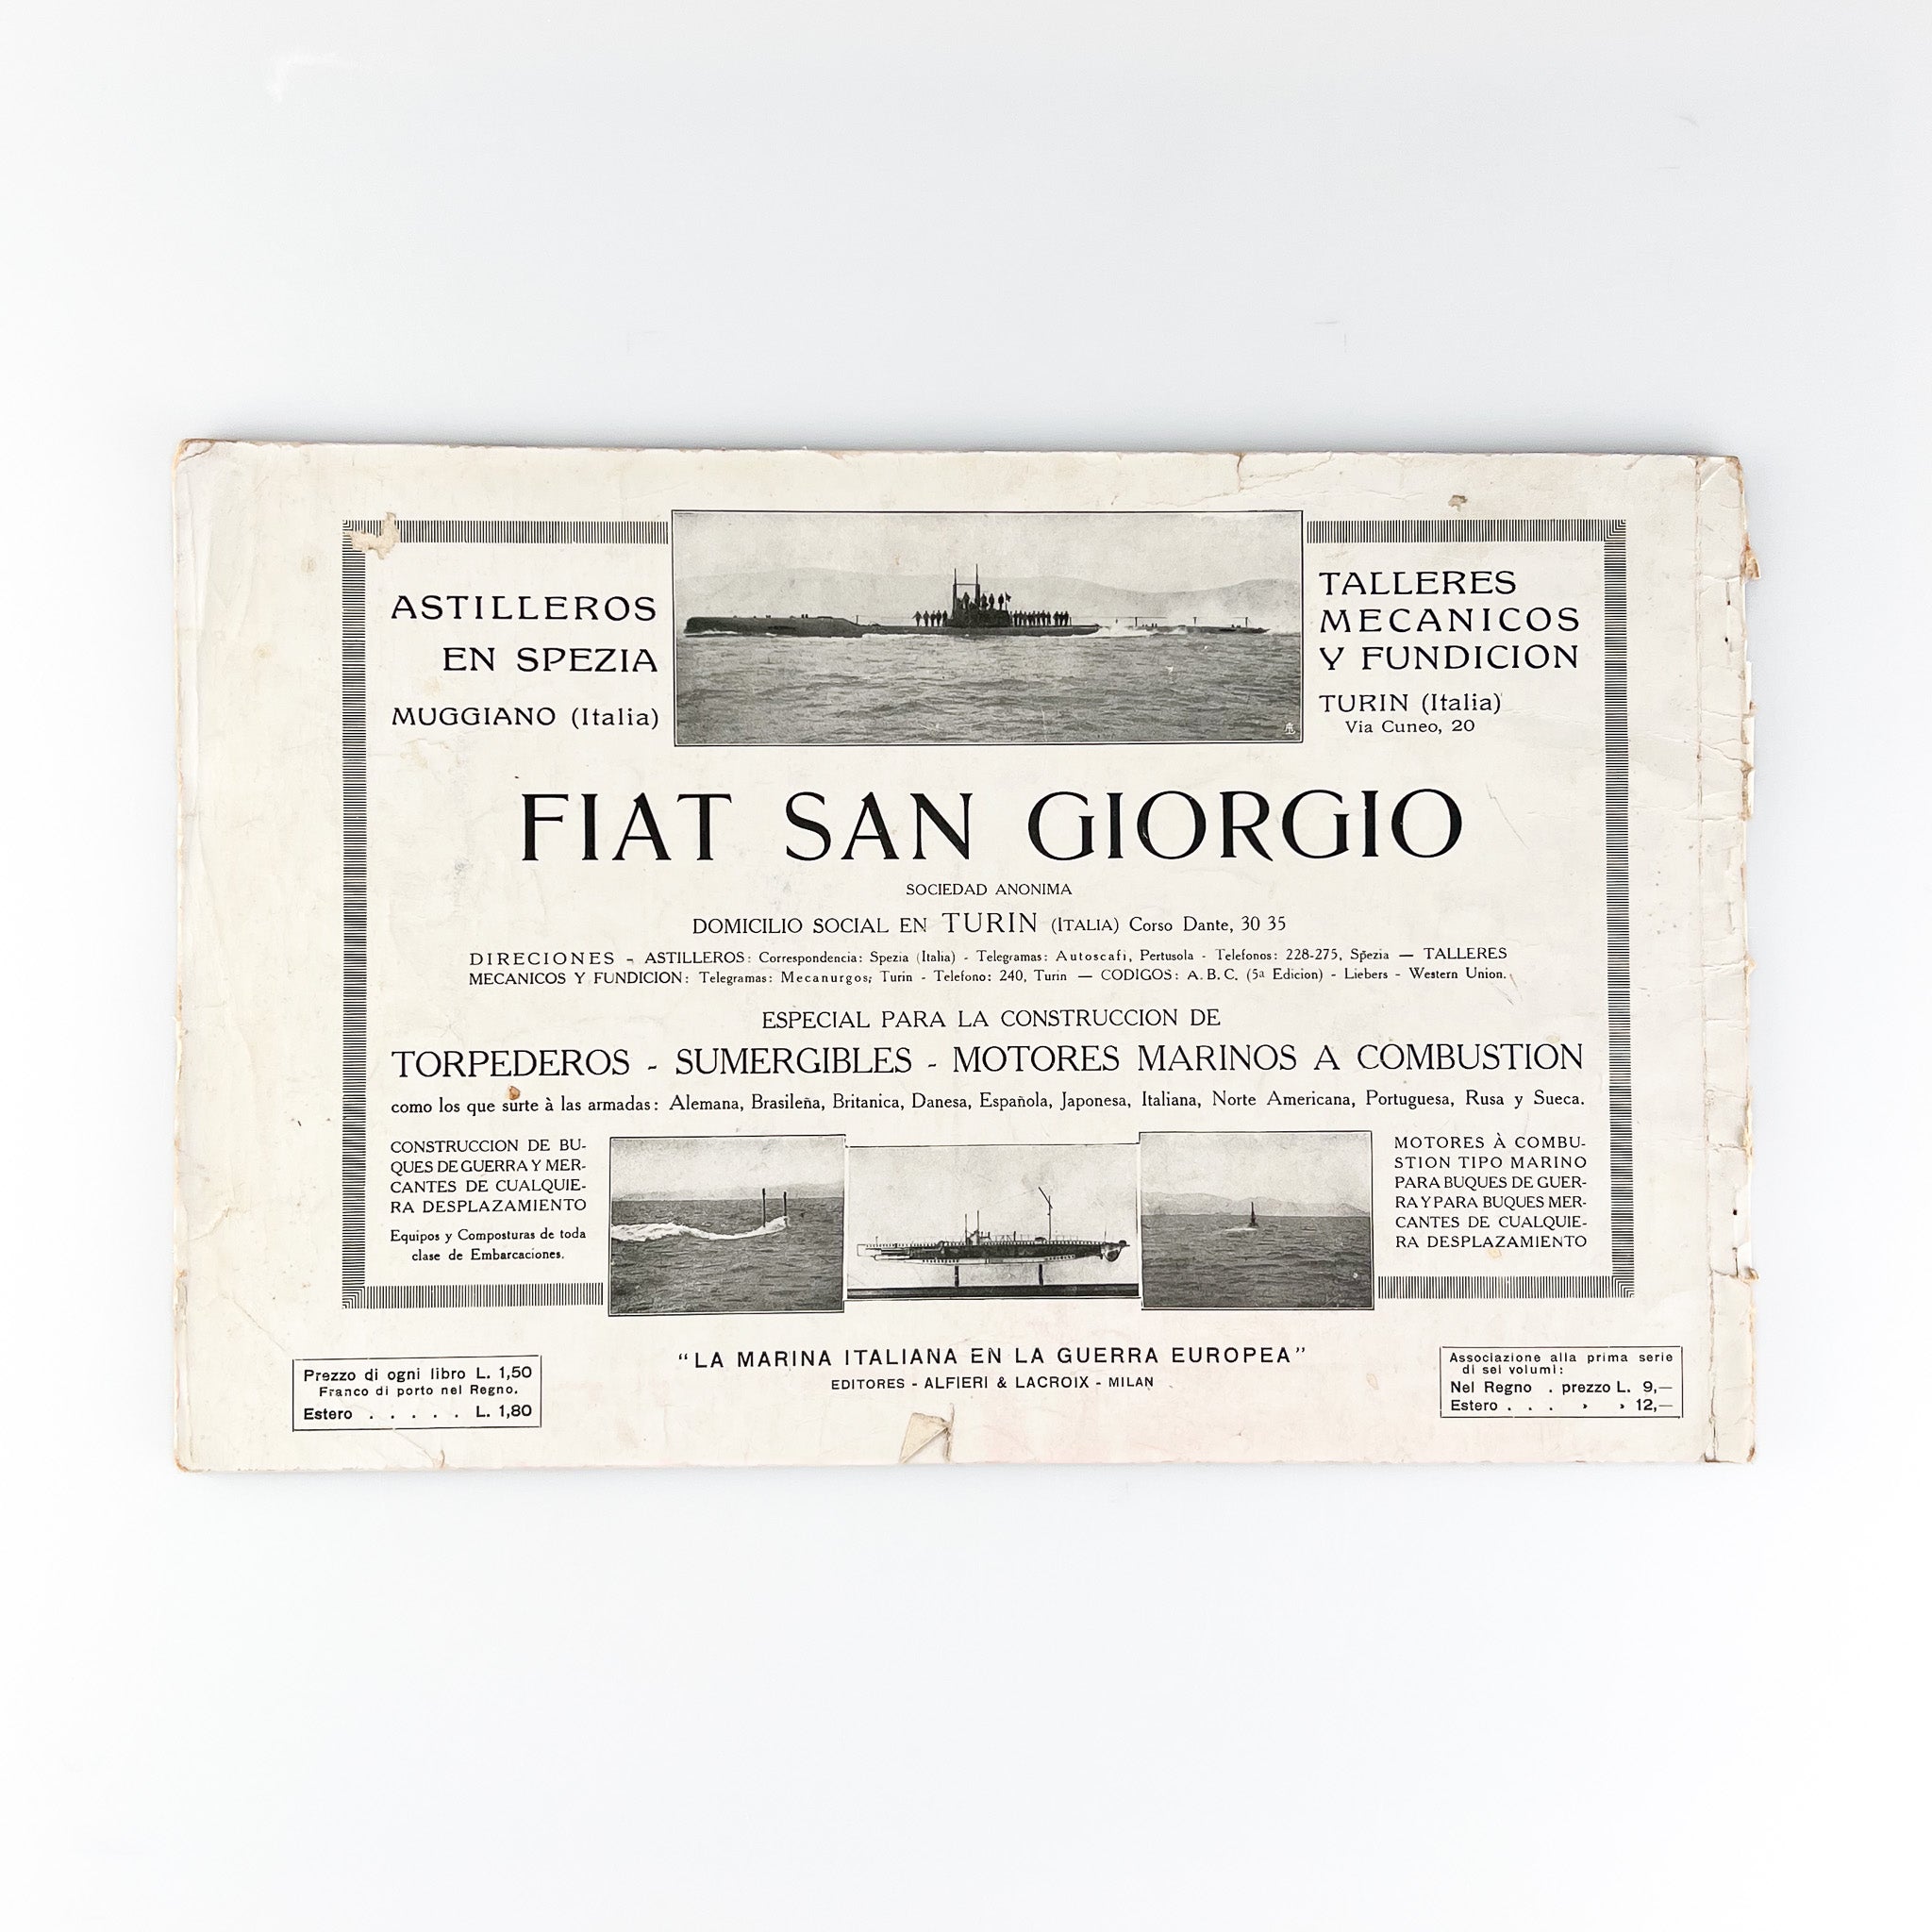 ASTILLEROS
EN SPEZIA
MUGGIANO (Italia)
TALLERES
MECANICOS
Y FUNDICION
TURIN (Italia)
Via Cuneo, 20
FIAT SAN GIORGIO
SOCIEDAD ANONIMA
DOMICILIO SOCIAL EN TURIN (ITALIA) Corso Dante, 30 35
DIRECIONES - ASTILLEROS: Correspondencia: Spezia (Italia) - Telegramas: Autoscafi, Pertusola - Telefonos: 228-275, Spezia — TALLERES
MECANICOS Y FUNDICION: Telegramas: Mecanurgos; Turin - Telefono: 240, Turin — CODIGOS: A.B.C. (5ª Edicion) - Liebers - Western Union.
ESPECIAL PARA LA CONSTRUCCION DE
TORPEDEROS - SUMERGIBLES - MOTORES MARINOS A COMBUSTION
como los que surte à las armadas: Alemana, Brasileña, Britanica, Danesa, Española, Japonesa, Italiana, Norte Americana, Portuguesa, Rusa y Sueca.
CONSTRUCCION DE BU-
QUES DE GUERRA Y MER-
CANTES DE CUALQUIE-
RA DESPLAZAMIENTO
Equipos y Composturas de toda
clase de Embarcaciones.
MOTORES À COMBU-
STION TIPO MARINO
PARA BUQUES DE GUER-
RA Y PARA BUQUES MER-
CANTES DE CUALQUIE-
RA DESPLAZAMIENTO
"LA MARINA ITALIANA EN LA GUERRA EUROPEA"
EDITORES - ALFIERI & LACROIX - MILAN
Prezzo di ogni libro L. 1,50
Franco di porto nel Regno.
Estero . . . . . L. 1,80
Associazione alla prima serie
di sei volumi:
Nel Regno . prezzo L. 9,—
Estero . . . » » 12,—